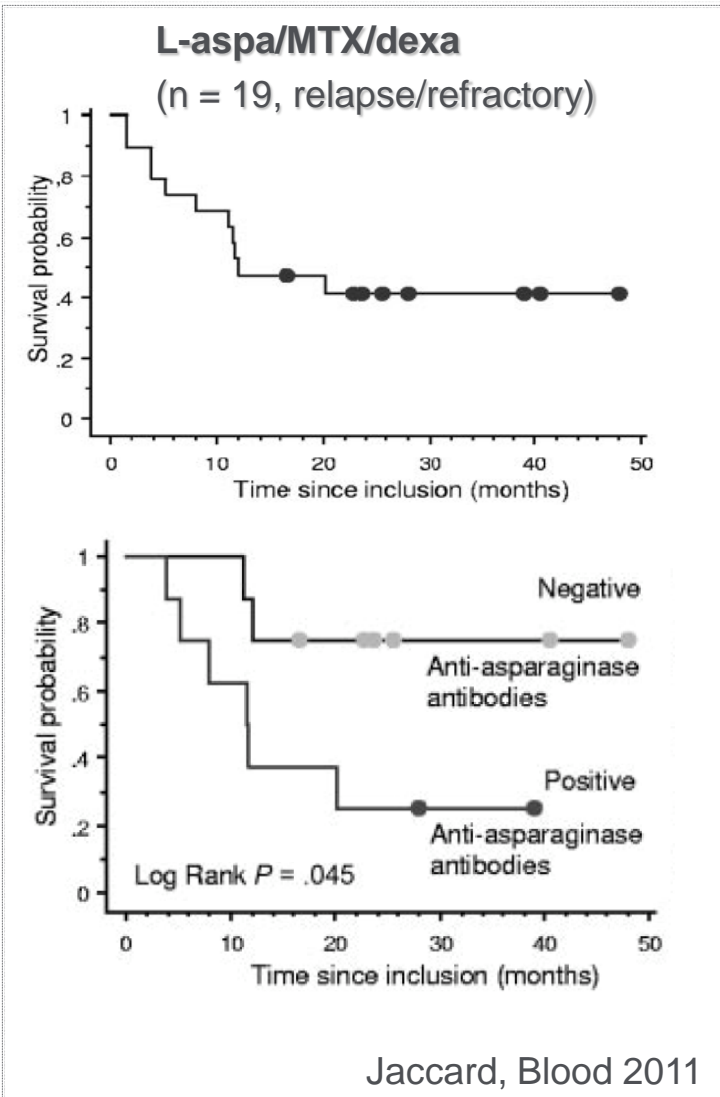 L-aspa/MTX/dexa
(n = 19, relapse/refractory)
1
.8
.6
.4
.2
0
Survival probability
0 10 20 30 40 50
Time since inclusion (months)
1
.8
.6
.4
.2
0
Survival probability
Negative
Anti-asparaginase
antibodies
Positive
Anti-asparaginase
antibodies
Log Rank P = .045
0 10 20 30 40 50
Time since inclusion (months)
Jaccard, Blood 2011